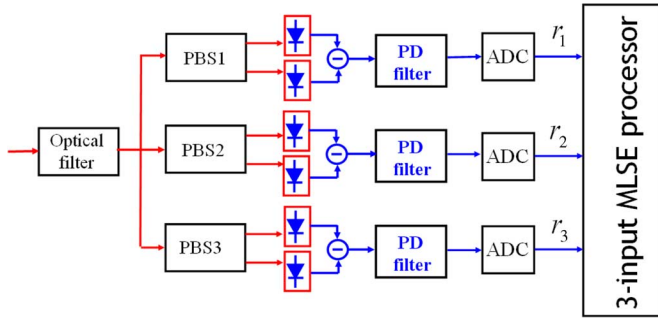 Optical
filter
PBS1
PD
filter
ADC
r1
PBS2
PD
filter
ADC
r2
PBS3
PD
filter
ADC
r3
3-input MLSE processor